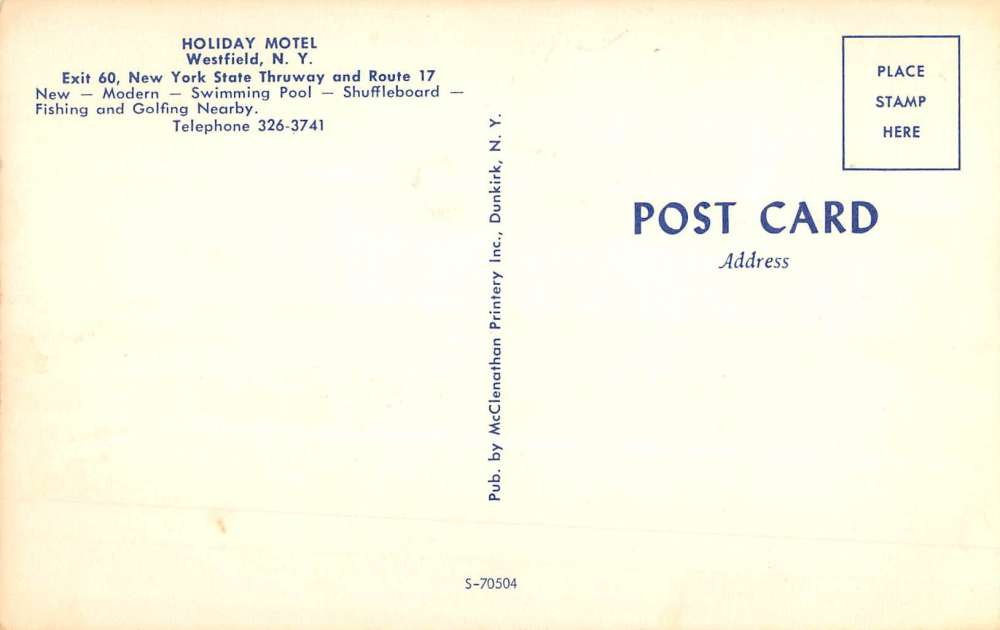 HOLIDAY MOTEL
Westfield, N. Y.
Exit 60, New York State Thruway and Route 17
New — Modern — Swimming Pool — Shuffleboard —
Fishing and Golfing Nearby.
Telephone 326-3741
Pub. by McClenathan Printery Inc., Dunkirk, N. Y.
PLACE
STAMP
HERE
POST CARD
Address
S-70504